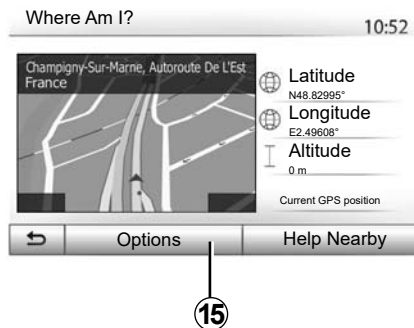 Where Am I?
10:52
Champigny-Sur-Marne, Autoroute De L'Est
France
Latitude
N48.82995°
Longitude
E2.49608°
Altitude
0 m
Current GPS position
Options
Help Nearby
15